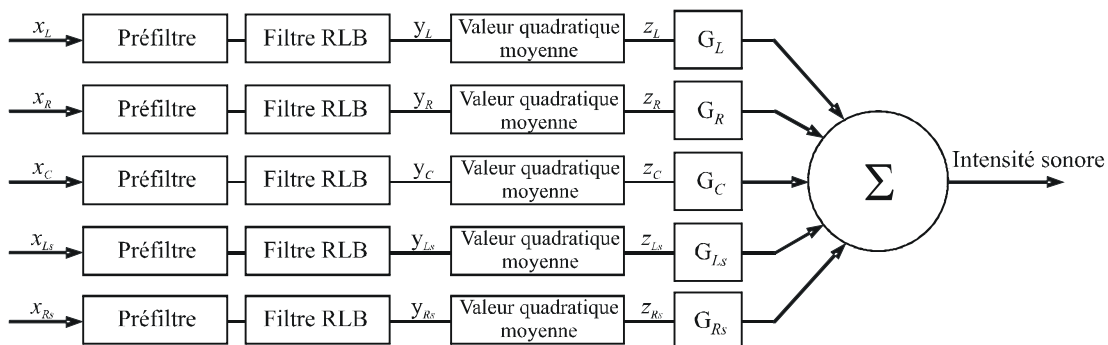 x_L Préfiltre Filtre RLB y_L Valeur quadratique moyenne z_L G_L
x_R Préfiltre Filtre RLB y_R Valeur quadratique moyenne z_R G_R
x_C Préfiltre Filtre RLB y_C Valeur quadratique moyenne z_C G_C
Σ
Intensité sonore
x_Ls Préfiltre Filtre RLB y_Ls Valeur quadratique moyenne z_Ls G_Ls
x_Rs Préfiltre Filtre RLB y_Rs Valeur quadratique moyenne z_Rs G_Rs